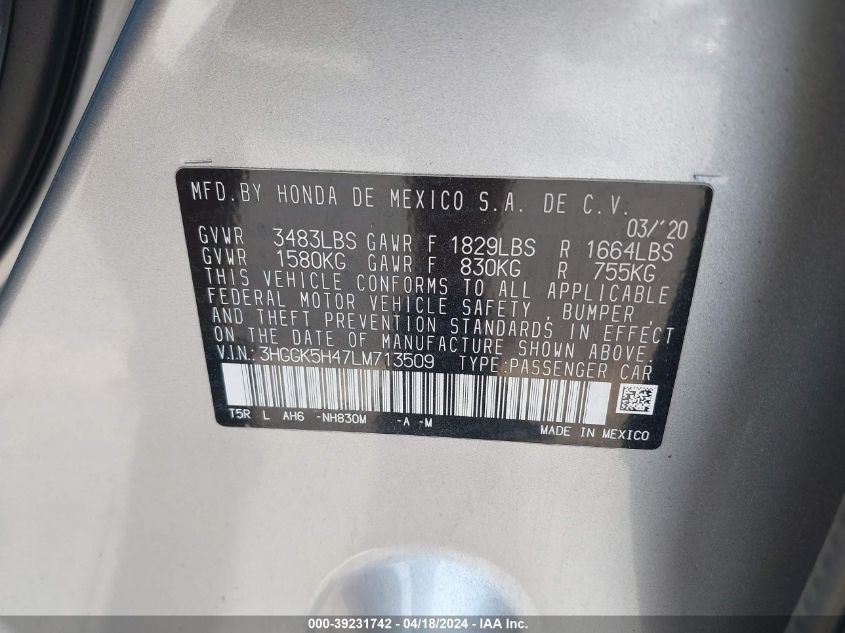 MFD.BY HONDA DE MEXICO S.A. DE C.V.
03/'20
GVWR 3483LBS GAWR F 1829LBS R 1664LBS
GVWR 1580KG GAWR F 830KG R 755KG
THIS VEHICLE CONFORMS TO ALL APPLICABLE
FEDERAL MOTOR VEHICLE SAFETY, BUMPER,
AND THEFT PREVENTION STANDARDS IN EFFECT
ON THE DATE OF MANUFACTURE SHOWN ABOVE.
V.I.N.: 3HGGK5H47LM713509 TYPE:PASSENGER CAR
T5R L AH6 -NH830M -A -M
MADE IN MEXICO
000-39231742 - 04/18/2024 - IAA Inc.